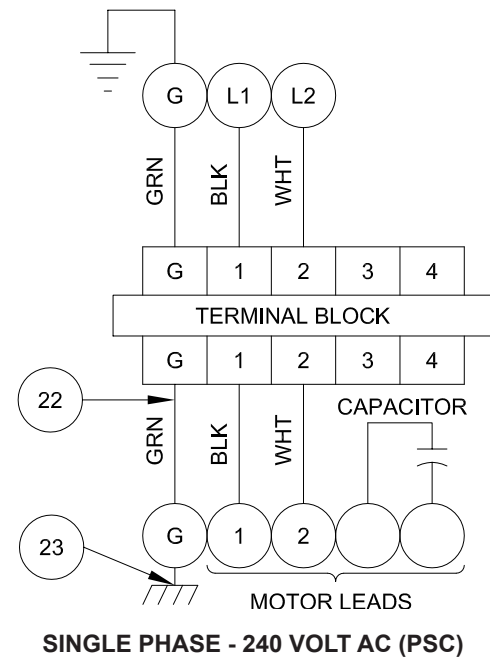 G L1 L2
GRN BLK WHT
G 1 2 3 4
TERMINAL BLOCK
G 1 2 3 4
22
CAPACITOR
GRN BLK WHT
G 1 2
23
MOTOR LEADS
SINGLE PHASE - 240 VOLT AC (PSC)